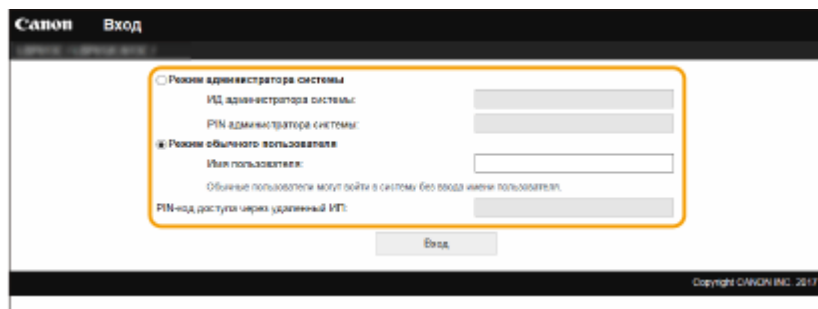 Canon Вход
Режим администратора системы
ИД администратора системы:
PIN администратора системы:
Режим обычного пользователя
Имя пользователя:
Обычные пользователи могут войти в систему без ввода имени пользователя.
PIN-код доступа через удаленный ИП:
Вход
Copyright CANON INC. 2017